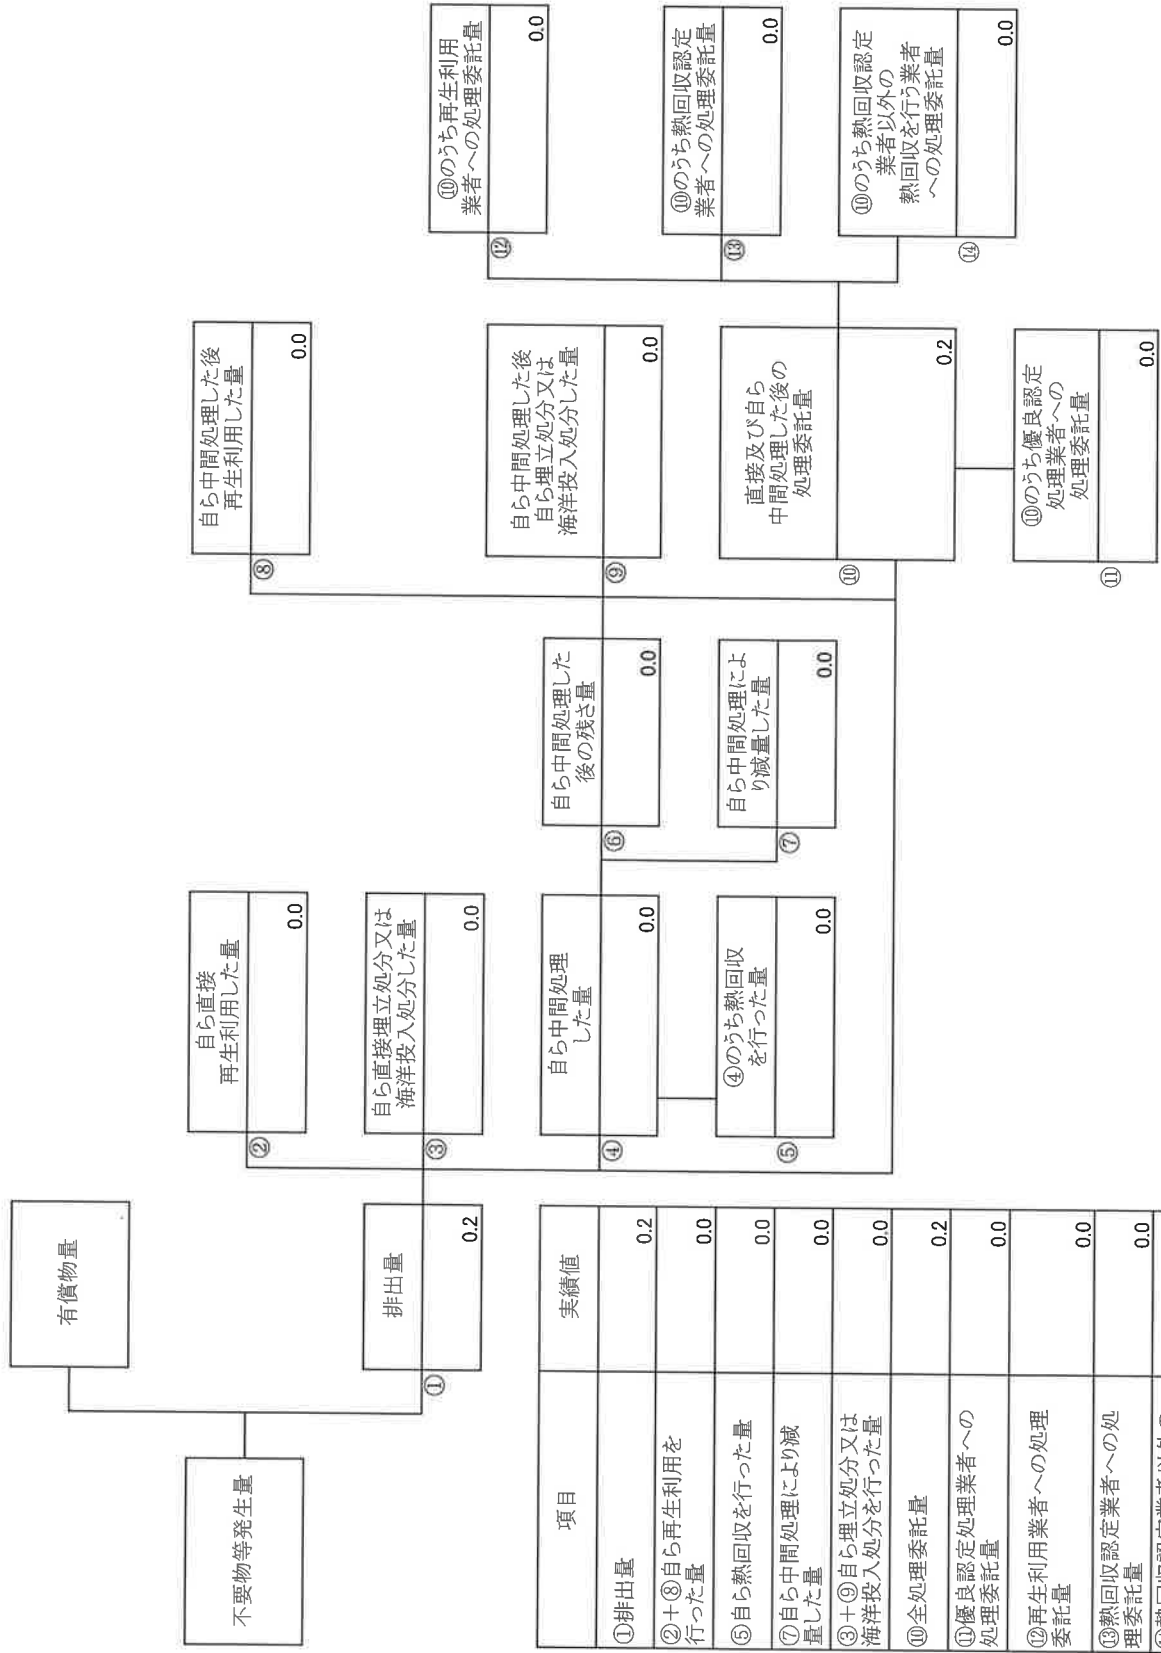 不要物等発生量
有償物量
排出量
①
0.2
自ら直接
再生利用した量
②
0.0
自ら直接埋立処分又は
海洋投入処分した量
③
0.0
自ら中間処理
した量
④
0.0
④のうち熱回収
を行った量
⑤
0.0
自ら中間処理した
後の残さ量
⑥
0.0
自ら中間処理によ
り減量した量
⑦
0.0
自ら中間処理した後
再生利用した量
⑧
0.0
自ら中間処理した後
自ら埋立処分又は
海洋投入処分した量
⑨
0.0
直接及び自ら
中間処理した後の
処理委託量
⑩
0.2
⑩のうち優良認定
処理業者への
処理委託量
⑪
0.0
⑩のうち再生利用
業者への処理委託量
⑫
0.0
⑩のうち熱回収認定
業者への処理委託量
⑬
0.0
⑩のうち熱回収認定
業者以外の
熱回収を行う業者
への処理委託量
⑭
0.0
項目 実績値
①排出量 0.2
②＋⑧自ら再生利用を
行った量 0.0
⑤自ら熱回収を行った量 0.0
⑦自ら中間処理により減
量した量 0.0
③＋⑨自ら埋立処分又は
海洋投入処分を行った量 0.0
⑩全処理委託量 0.2
⑪優良認定処理業者への
処理委託量 0.0
⑫再生利用業者への処理
委託量 0.0
⑬熱回収認定業者への処
理委託量 0.0